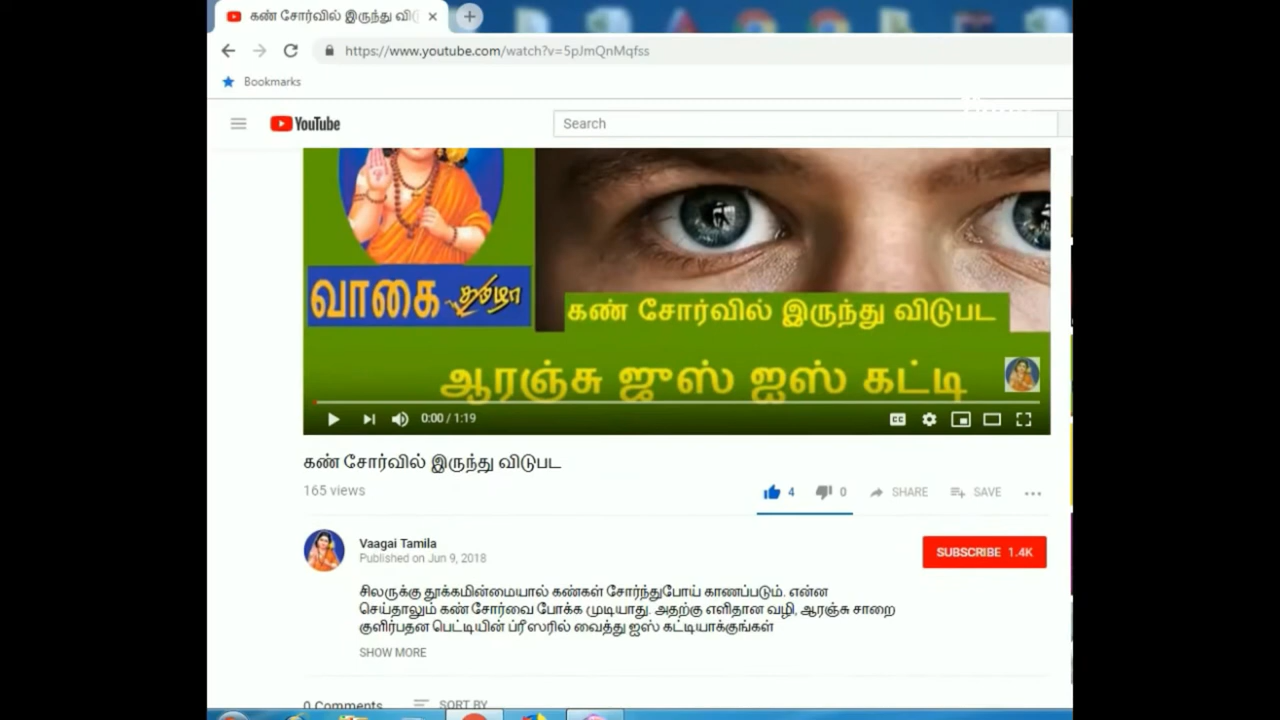 கண் சோர்வில் இருந்து விடு
https://www.youtube.com/watch?v=5pJmQnMqfss
Bookmarks
YouTube
Search
வாகை தமிழா
கண் சோர்வில் இருந்து விடுபட
ஆரஞ்சு ஜுஸ் ஐஸ் கட்டி
0:00 / 1:19
CC
கண் சோர்வில் இருந்து விடுபட
165 views
4 0 SHARE SAVE
Vaagai Tamila
Published on Jun 9, 2018
SUBSCRIBE 1.4K
சிலருக்கு தூக்கமின்மையால் கண்கள் சோர்ந்துபோய் காணப்படும். என்ன
செய்தாலும் கண் சோர்வை போக்க முடியாது. அதற்கு எளிதான வழி, ஆரஞ்சு சாறை
குளிர்பதன பெட்டியின் ப்ரீஸரில் வைத்து ஐஸ் கட்டியாக்குங்கள்
SHOW MORE
0 Comments SORT BY